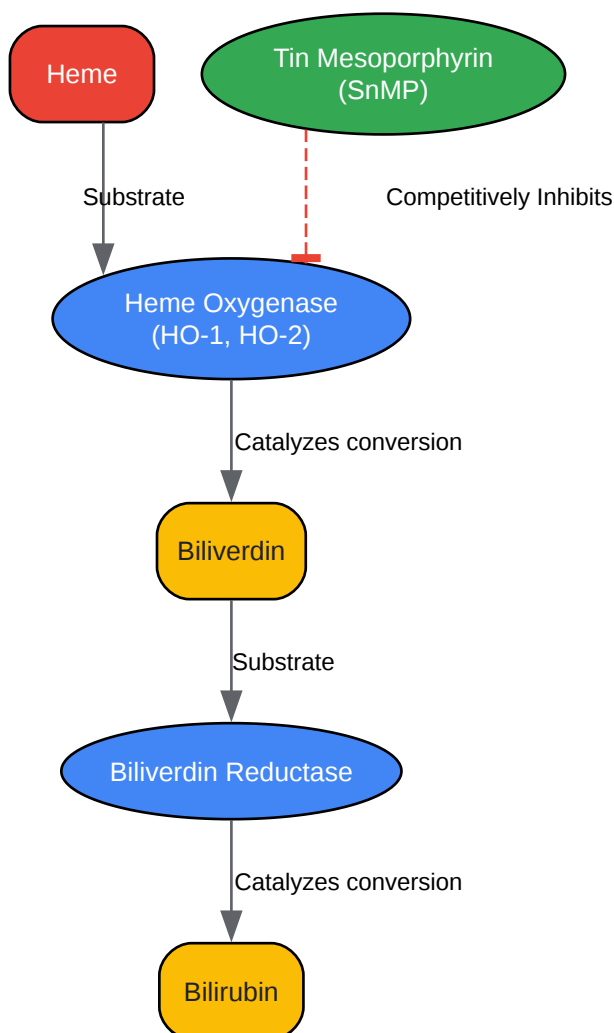 Heme
Tin Mesoporphyrin
(SnMP)
Substrate
Competitively Inhibits
Heme Oxygenase
(HO-1, HO-2)
Catalyzes conversion
Biliverdin
Substrate
Biliverdin Reductase
Catalyzes conversion
Bilirubin